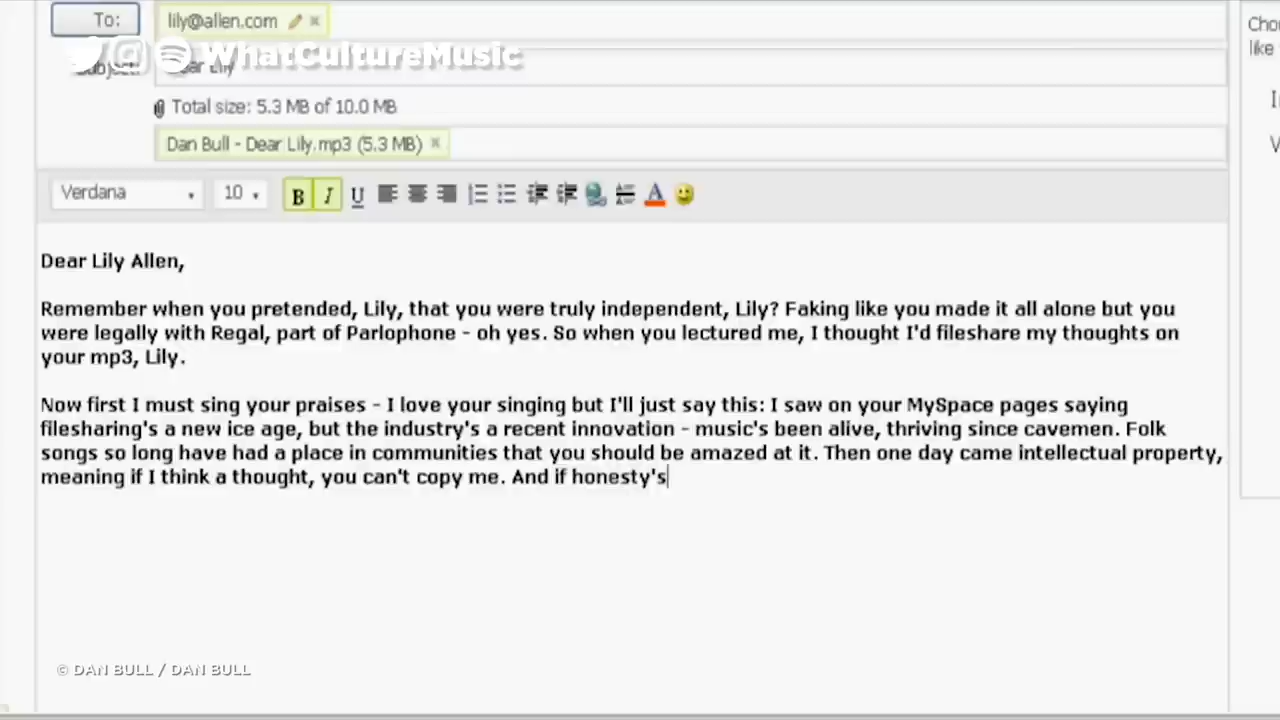 To:
lily@allen.com
WhatCultureMusic
Subject:
Dear Lily
Total size: 5.3 MB of 10.0 MB
Dan Bull - Dear Lily.mp3 (5.3 MB)
Verdana
10
B I U
A
Dear Lily Allen,
Remember when you pretended, Lily, that you were truly independent, Lily? Faking like you made it all alone but you
were legally with Regal, part of Parlophone - oh yes. So when you lectured me, I thought I'd fileshare my thoughts on
your mp3, Lily.
Now first I must sing your praises - I love your singing but I'll just say this: I saw on your MySpace pages saying
filesharing's a new ice age, but the industry's a recent innovation - music's been alive, thriving since cavemen. Folk
songs so long have had a place in communities that you should be amazed at it. Then one day came intellectual property,
meaning if I think a thought, you can't copy me. And if honesty's
© DAN BULL / DAN BULL
like